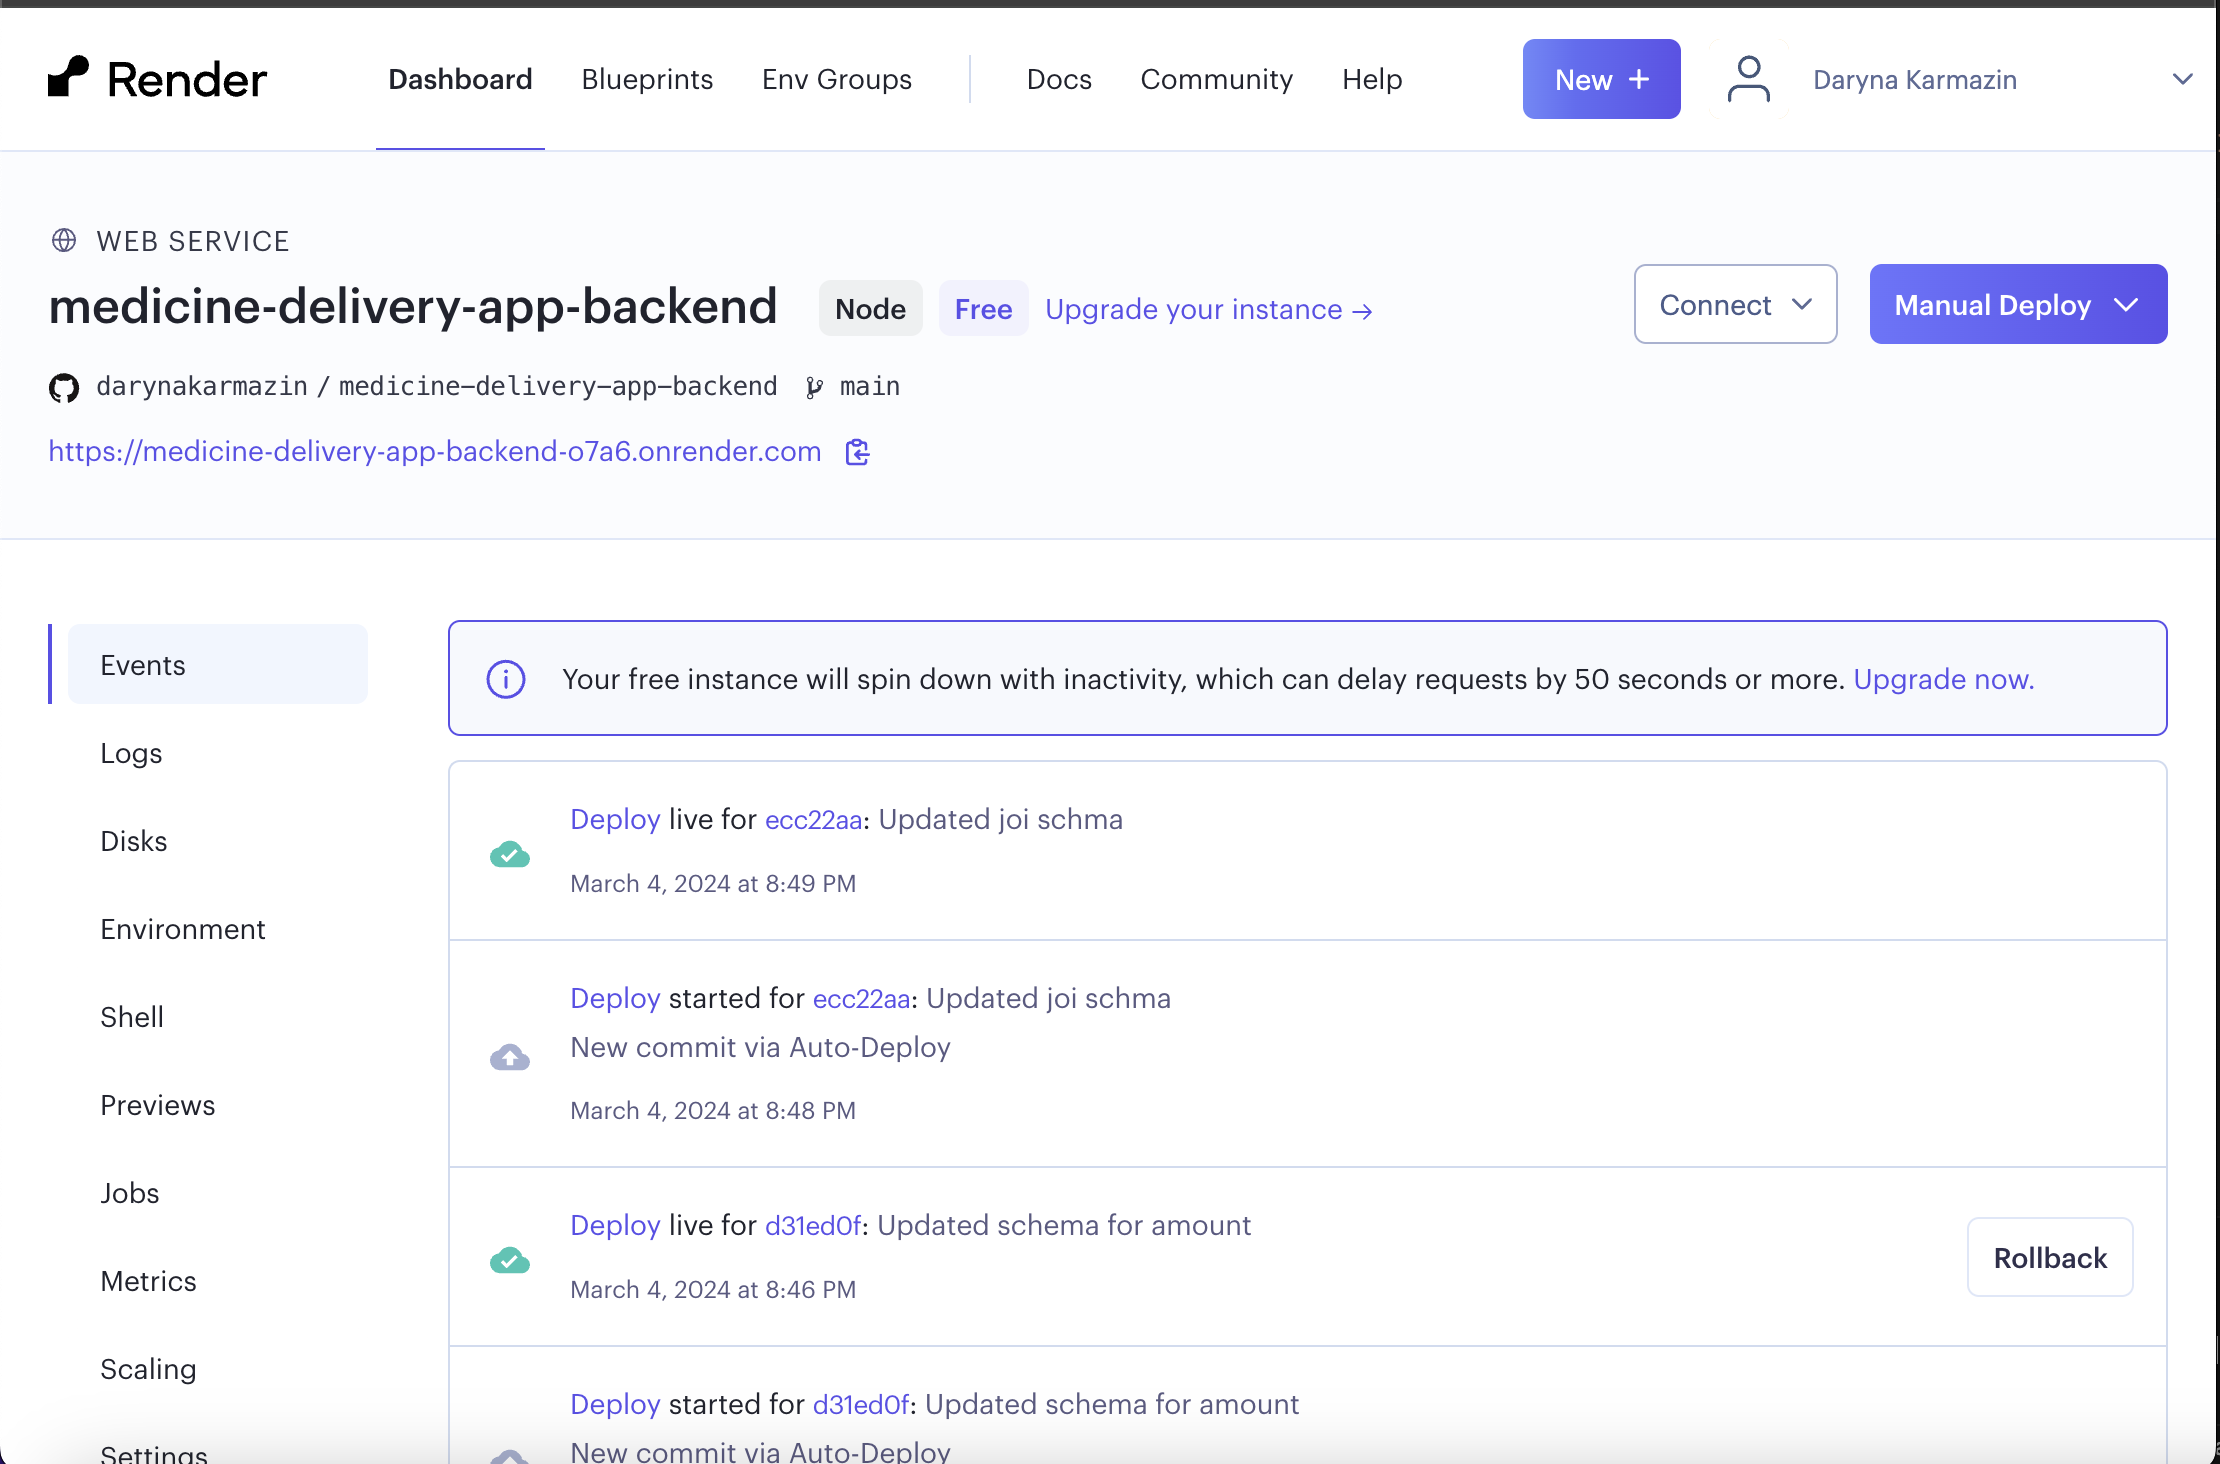 Render Dashboard Blueprints Env Groups Docs Community Help New + Daryna Karmazin
WEB SERVICE
medicine-delivery-app-backend Node Free Upgrade your instance →
Connect Manual Deploy
darynakarmazin / medicine-delivery-app-backend main
https://medicine-delivery-app-backend-o7a6.onrender.com
Events
Logs
Disks
Environment
Shell
Previews
Jobs
Metrics
Scaling
Settings
Your free instance will spin down with inactivity, which can delay requests by 50 seconds or more. Upgrade now.
Deploy live for ecc22aa: Updated joi schma
March 4, 2024 at 8:49 PM
Deploy started for ecc22aa: Updated joi schma
New commit via Auto-Deploy
March 4, 2024 at 8:48 PM
Deploy live for d31ed0f: Updated schema for amount
March 4, 2024 at 8:46 PM
Rollback
Deploy started for d31ed0f: Updated schema for amount
New commit via Auto-Deploy